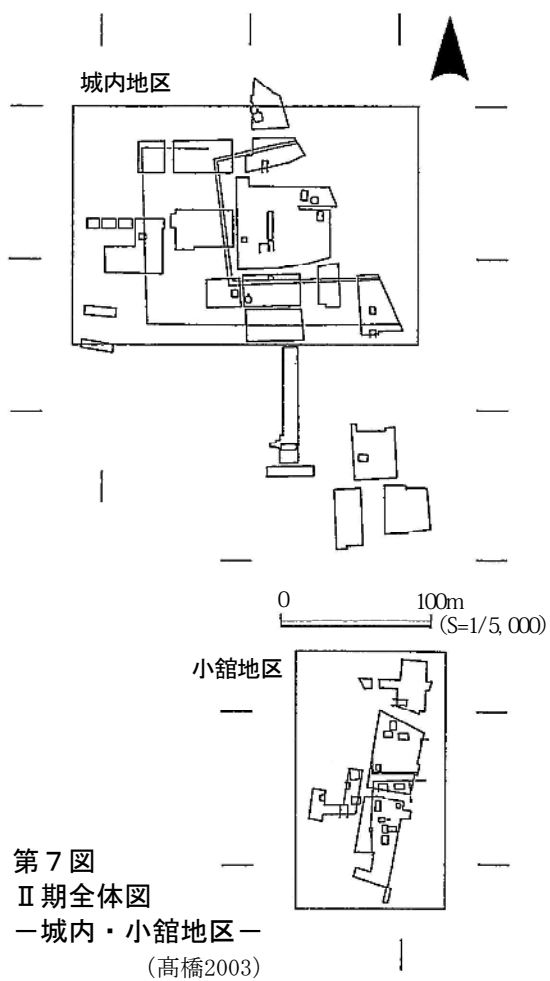 城内地区
0 100m
(S=1/5,000)
小舘地区
第7図
Ⅱ期全体図
－城内・小舘地区－
(髙橋2003)